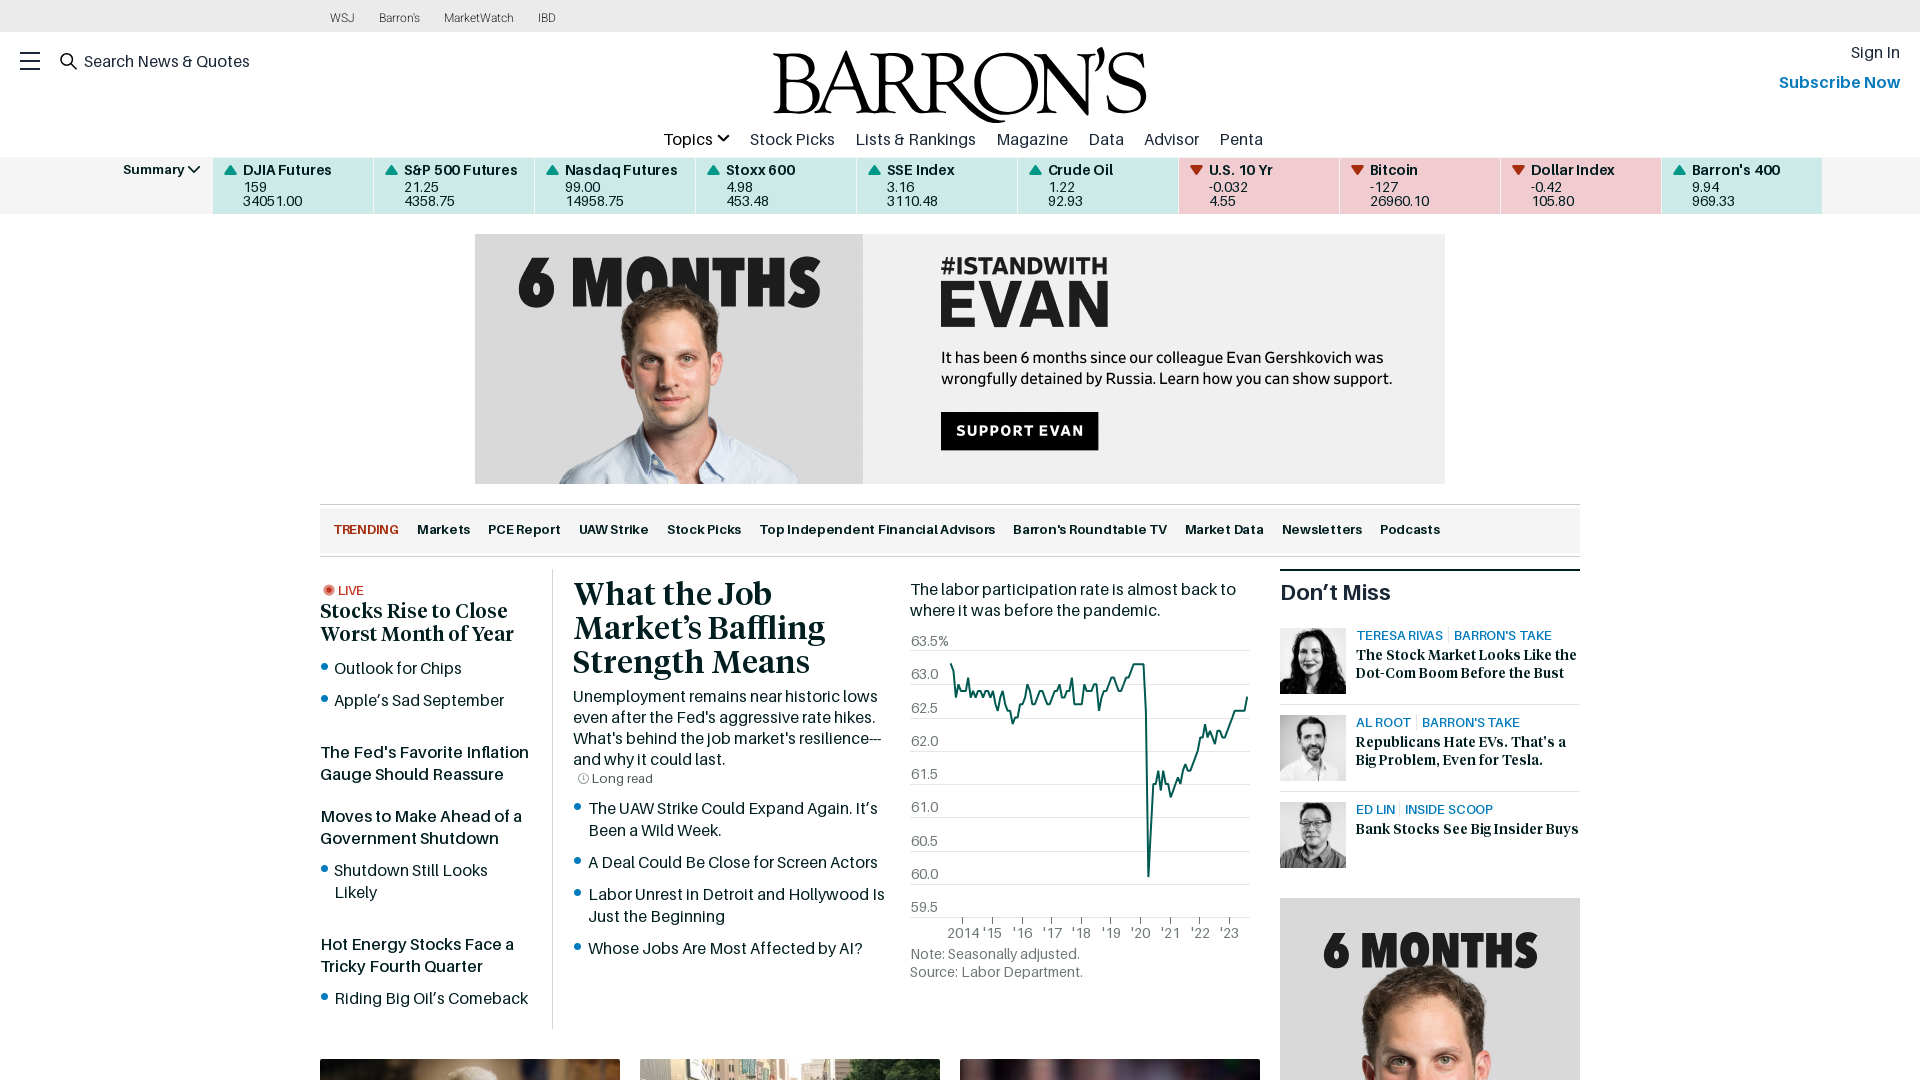 WSJ Barron's MarketWatch IBD
Search News & Quotes
BARRON'S
Sign In
Subscribe Now
Topics Stock Picks Lists & Rankings Magazine Data Advisor Penta
Summary
DJIA Futures
159
34051.00
S&P 500 Futures
21.25
4358.75
Nasdaq Futures
99.00
14958.75
Stoxx 600
4.98
453.48
SSE Index
3.16
3110.48
Crude Oil
1.22
92.93
U.S. 10 Yr
-0.032
4.55
Bitcoin
-127
26960.10
Dollar Index
-0.42
105.80
Barron's 400
9.94
969.33
6 MONTHS
#ISTANDWITH
EVAN
It has been 6 months since our colleague Evan Gershkovich was
wrongfully detained by Russia. Learn how you can show support.
SUPPORT EVAN
TRENDING Markets PCE Report UAW Strike Stock Picks Top Independent Financial Advisors Barron's Roundtable TV Market Data Newsletters Podcasts
LIVE
Stocks Rise to Close
Worst Month of Year
Outlook for Chips
Apple’s Sad September
The Fed's Favorite Inflation
Gauge Should Reassure
Moves to Make Ahead of a
Government Shutdown
Shutdown Still Looks
Likely
Hot Energy Stocks Face a
Tricky Fourth Quarter
Riding Big Oil’s Comeback
What the Job
Market’s Baffling
Strength Means
Unemployment remains near historic lows
even after the Fed's aggressive rate hikes.
What's behind the job market's resilience---
and why it could last.
Long read
The UAW Strike Could Expand Again. It’s
Been a Wild Week.
A Deal Could Be Close for Screen Actors
Labor Unrest in Detroit and Hollywood Is
Just the Beginning
Whose Jobs Are Most Affected by AI?
The labor participation rate is almost back to
where it was before the pandemic.
63.5%
63.0
62.5
62.0
61.5
61.0
60.5
60.0
59.5
2014 '15 '16 '17 '18 '19 '20 '21 '22 '23
Note: Seasonally adjusted.
Source: Labor Department.
Don’t Miss
TERESA RIVAS BARRON'S TAKE
The Stock Market Looks Like the
Dot-Com Boom Before the Bust
AL ROOT BARRON'S TAKE
Republicans Hate EVs. That’s a
Big Problem, Even for Tesla.
ED LIN INSIDE SCOOP
Bank Stocks See Big Insider Buys
6 MONTHS